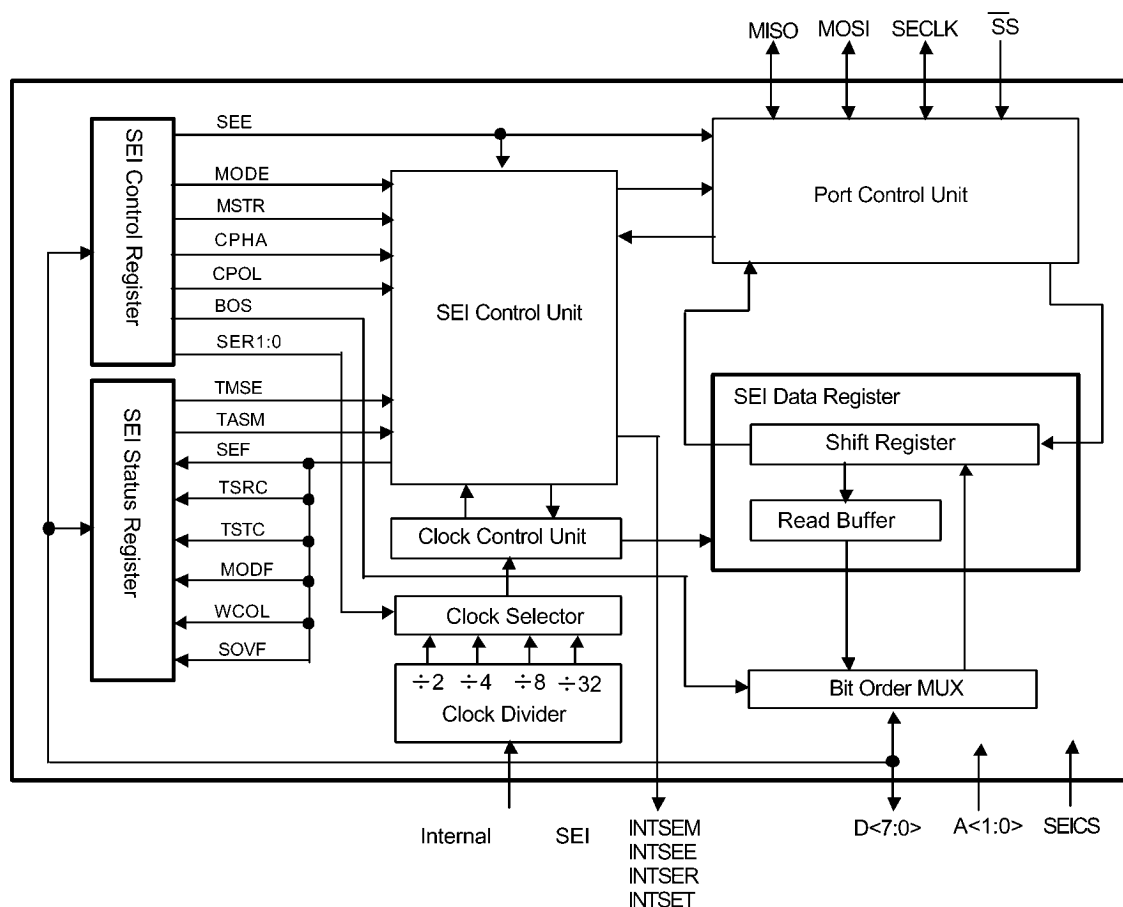 MISO MOSI SECLK SS
SEI Control Register
SEE
MODE
MSTR
CPHA
CPOL
BOS
SER1:0
SEI Control Unit
Port Control Unit
SEI Status Register
TMSE
TASM
SEF
TSRC
TSTC
MODF
WCOL
SOVF
SEI Data Register
Shift Register
Read Buffer
Clock Control Unit
Clock Selector
÷2 ÷4 ÷8 ÷32
Clock Divider
Bit Order MUX
Internal SEI
INTSEM
INTSEE
INTSER
INTSET
D<7:0> A<1:0> SEICS